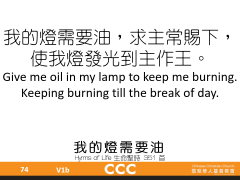 我的燈需要油，求主常賜下，
使我燈發光到主作王。
Give me oil in my lamp to keep me burning.
Keeping burning till the break of day.
我的燈需要油
Hymns of Life 生命聖詩 351 首
74
V1b
CCC